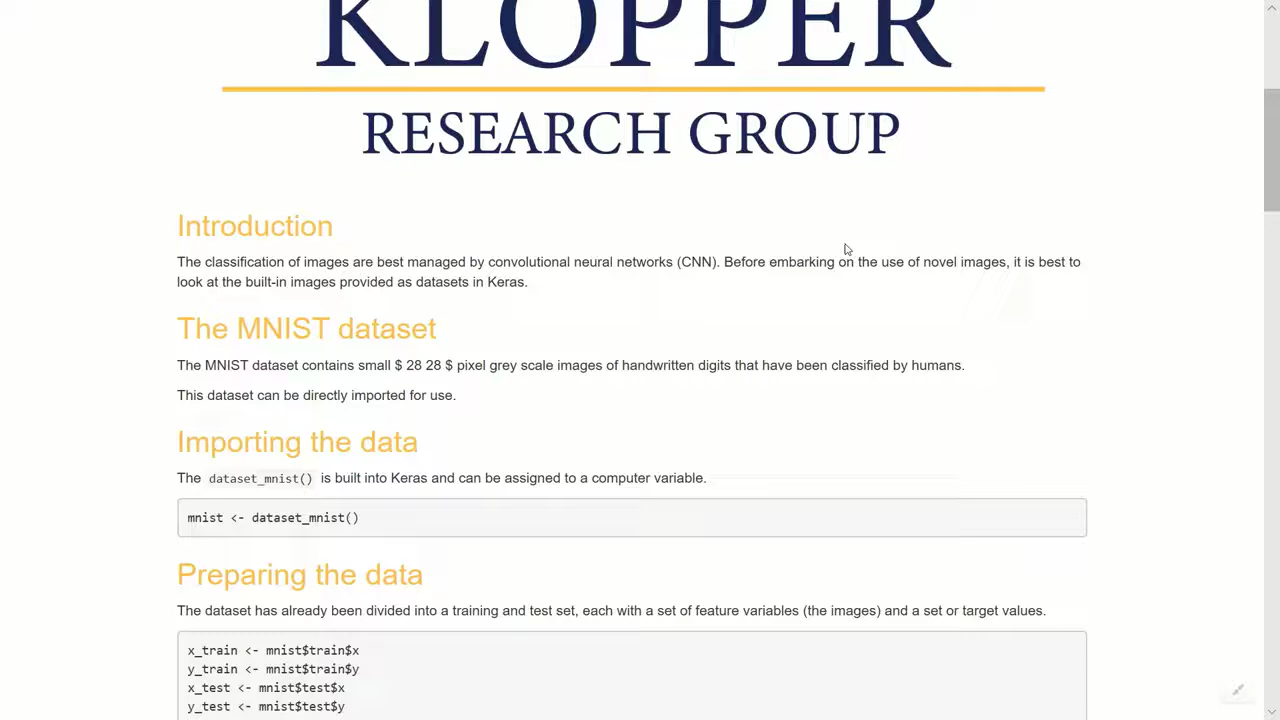 KLOPPER
RESEARCH GROUP
Introduction
The classification of images are best managed by convolutional neural networks (CNN). Before embarking on the use of novel images, it is best to
look at the built-in images provided as datasets in Keras.
The MNIST dataset
The MNIST dataset contains small $ 28 28 $ pixel grey scale images of handwritten digits that have been classified by humans.
This dataset can be directly imported for use.
Importing the data
The dataset_mnist() is built into Keras and can be assigned to a computer variable.
mnist <- dataset_mnist()
Preparing the data
The dataset has already been divided into a training and test set, each with a set of feature variables (the images) and a set or target values.
x_train <- mnist$train$x
y_train <- mnist$train$y
x_test <- mnist$test$x
y_test <- mnist$test$y